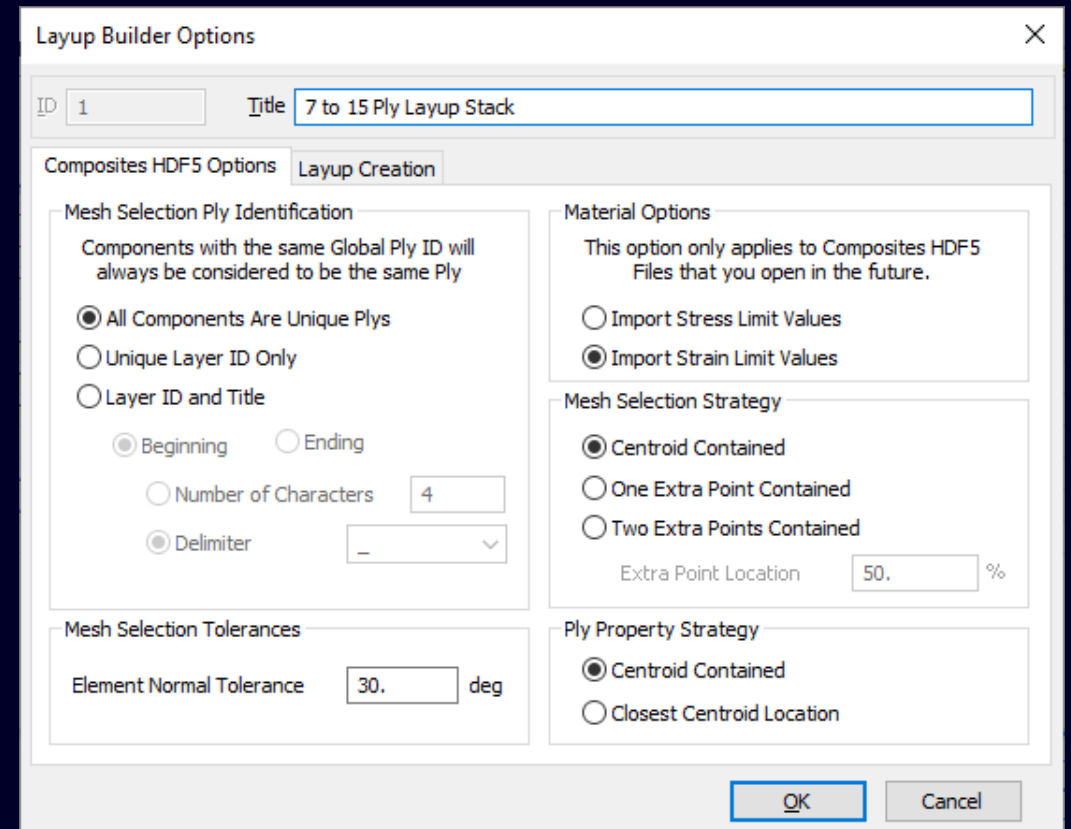 Layup Builder Options
ID 1 Title 7 to 15 Ply Layup Stack
Composites HDF5 Options Layup Creation
Mesh Selection Ply Identification
Components with the same Global Ply ID will
always be considered to be the same Ply
All Components Are Unique Plys
Unique Layer ID Only
Layer ID and Title
Beginning Ending
Number of Characters 4
Delimiter _
Mesh Selection Tolerances
Element Normal Tolerance 30. deg
Material Options
This option only applies to Composites HDF5
Files that you open in the future.
Import Stress Limit Values
Import Strain Limit Values
Mesh Selection Strategy
Centroid Contained
One Extra Point Contained
Two Extra Points Contained
Extra Point Location 50. %
Ply Property Strategy
Centroid Contained
Closest Centroid Location
OK Cancel